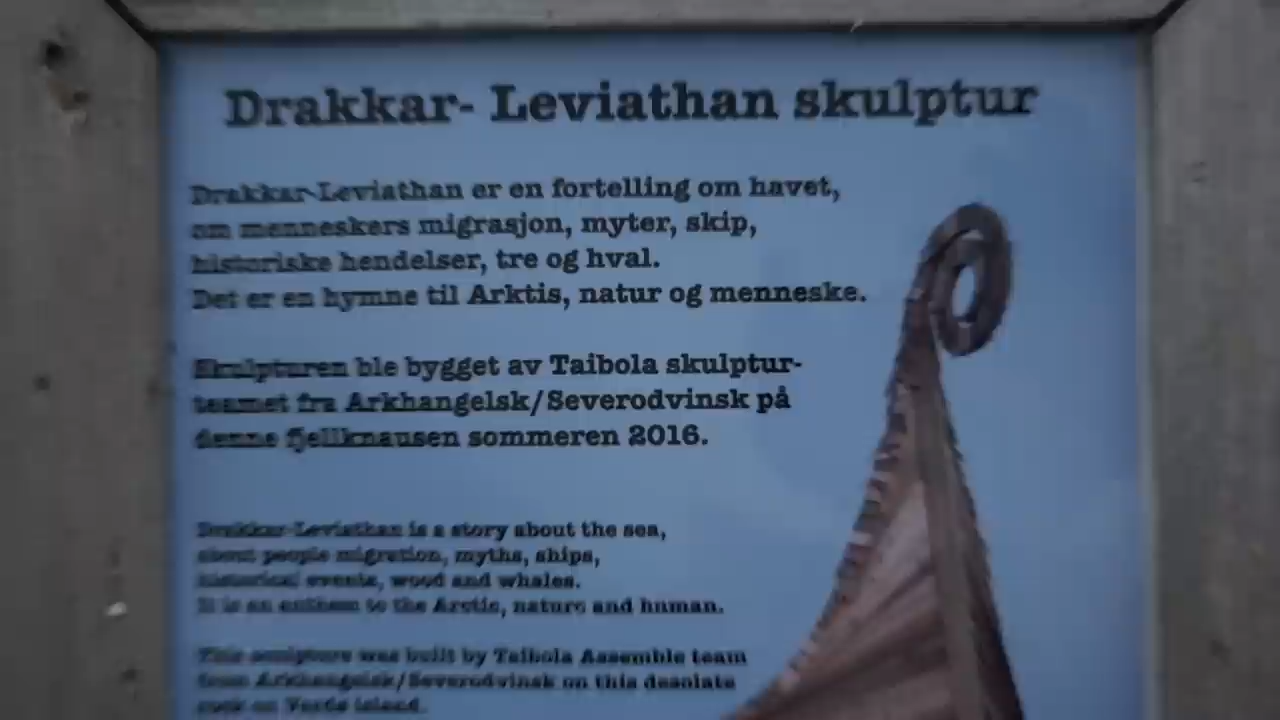 Drakkar- Leviathan skulptur
Drakkar-Leviathan er en fortelling om havet,
om menneskers migrasjon, myter, skip,
historiske hendelser, tre og hval.
Det er en hymne til Arktis, natur og menneske.
Skulpturen ble bygget av Taibola skulptur-
teamet fra Arkhangelsk/Severodvinsk på
denne fjellknausen sommeren 2016.
Drakkar-Leviathan is a story about the sea,
about people migration, myths, ships,
historical events, wood and whales.
It is an anthem to the Arctic, nature and human.
This sculpture was built by Taibola Assemble team
from Arkhangelsk/Severodvinsk on this desolate
rock on Vardø island.